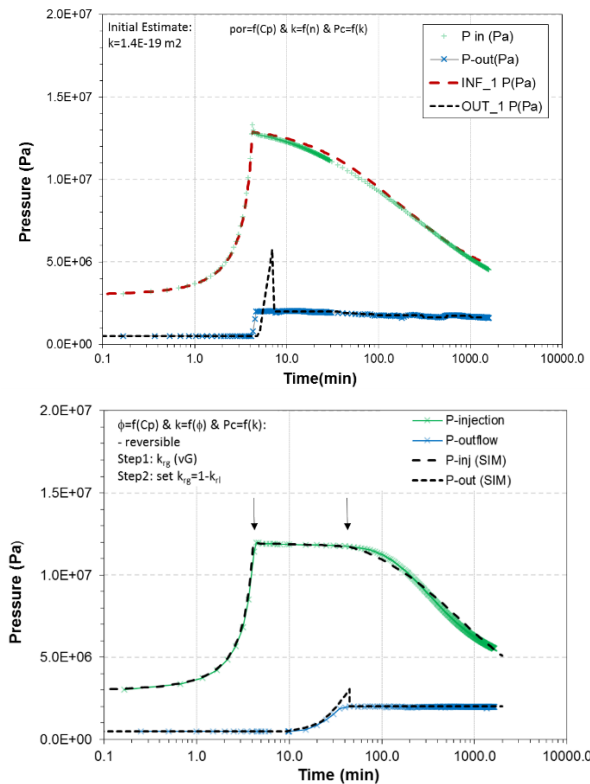 Initial Estimate:
k=1.4E-19 m2
por=f(Cp) & k=f(n) & Pc=f(k)
P in (Pa)
P-out(Pa)
INF_1 P(Pa)
OUT_1 P(Pa)
2.0E+07
1.5E+07
1.0E+07
5.0E+06
0.0E+00
Pressure (Pa)
0.1 1.0 10.0 100.0 1000.0 10000.0
Time(min)
ϕ=f(Cp) & k=f(ϕ) & Pc=f(k):
- reversible
Step1: krg (vG)
Step2: set krg=1-krl
P-injection
P-outflow
P-inj (SIM)
P-out (SIM)
2.0E+07
1.5E+07
1.0E+07
5.0E+06
0.0E+00
Pressure (Pa)
0.1 1.0 10.0 100.0 1000.0 10000.0
Time (min)